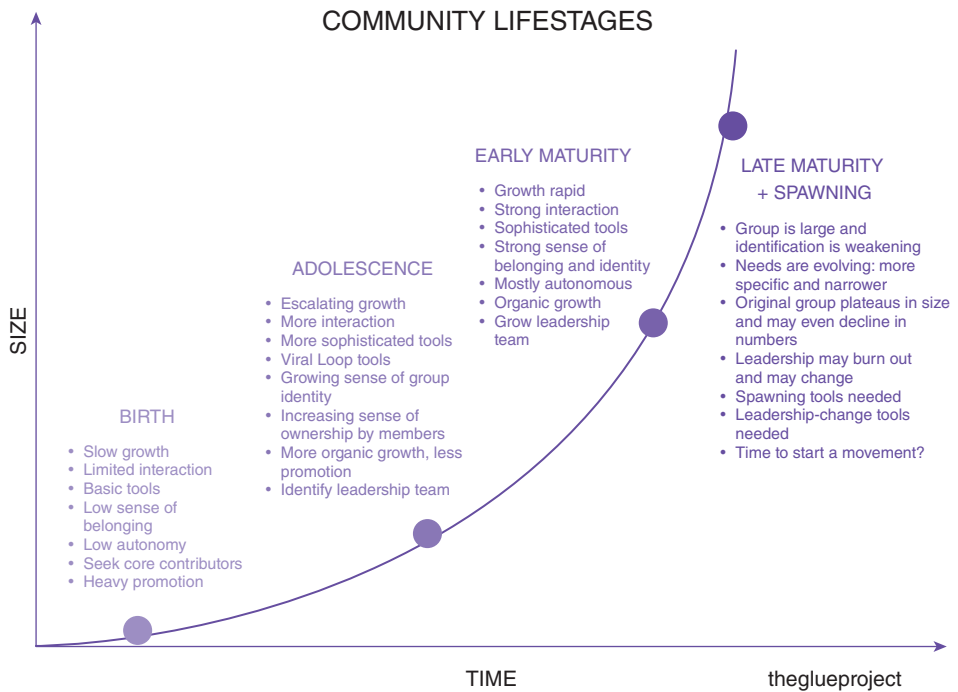 COMMUNITY LIFESTAGES
SIZE
BIRTH
• Slow growth
• Limited interaction
• Basic tools
• Low sense of
belonging
• Low autonomy
• Seek core contributors
• Heavy promotion
ADOLESCENCE
• Escalating growth
• More interaction
• More sophisticated tools
• Viral Loop tools
• Growing sense of group
identity
• Increasing sense of
ownership by members
• More organic growth, less
promotion
• Identify leadership team
EARLY MATURITY
• Growth rapid
• Strong interaction
• Sophisticated tools
• Strong sense of
belonging and identity
• Mostly autonomous
• Organic growth
• Grow leadership
team
LATE MATURITY
+ SPAWNING
• Group is large and
identification is weakening
• Needs are evolving: more
specific and narrower
• Original group plateaus in size
and may even decline in
numbers
• Leadership may burn out
and may change
• Spawning tools needed
• Leadership-change tools
needed
• Time to start a movement?
TIME
theglueproject